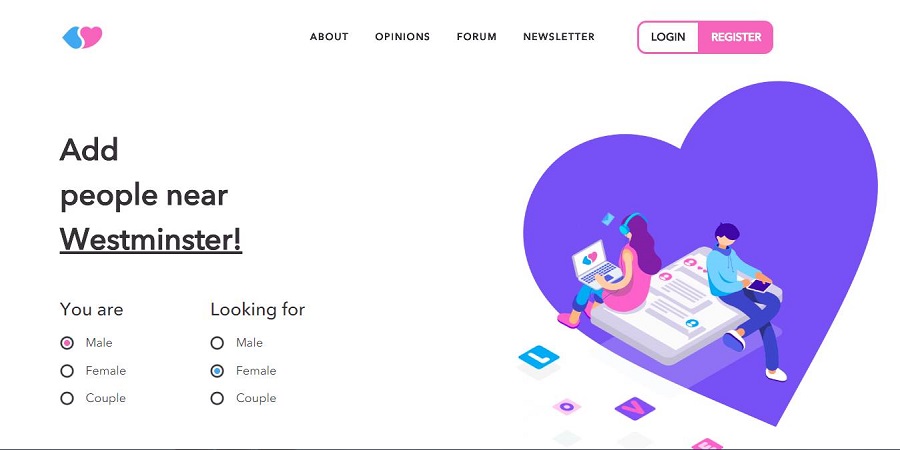 ABOUT OPINIONS FORUM NEWSLETTER LOGIN REGISTER
Add
people near
Westminster!
You are Looking for
Male Male
Female Female
Couple Couple
L
O
V